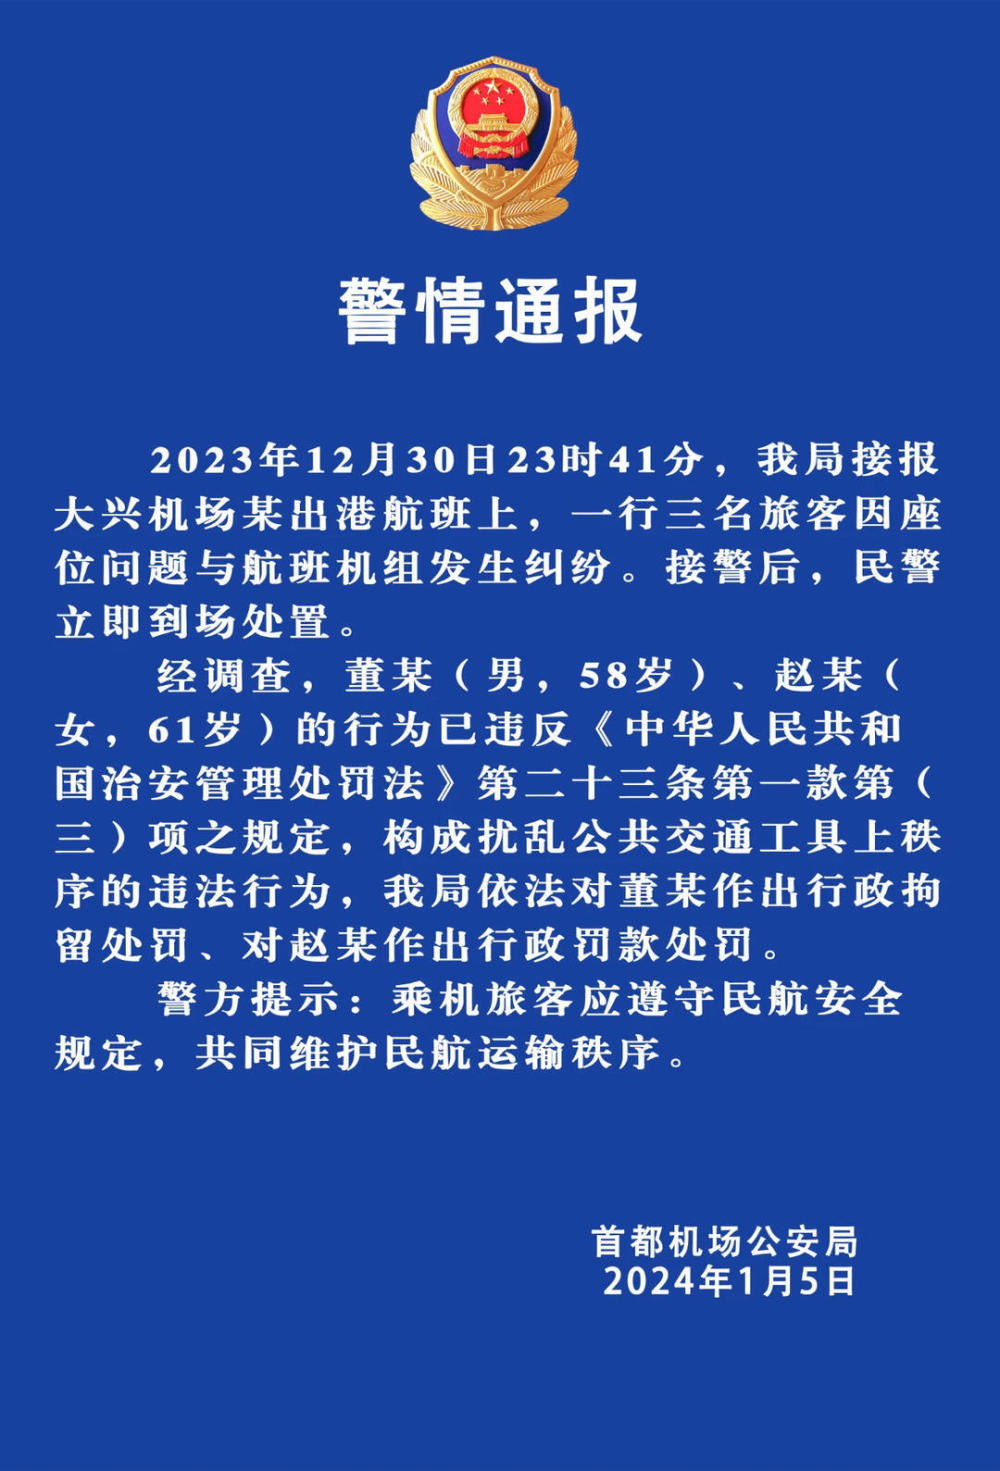 警情通报
2023年12月30日23时41分，我局接报
大兴机场某出港航班上，一行三名旅客因座
位问题与航班机组发生纠纷。接警后，民警
立即到场处置。
经调查，董某（男，58岁）、赵某（
女，61岁）的行为已违反《中华人民共和
国治安管理处罚法》第二十三条第一款第（
三）项之规定，构成扰乱公共交通工具上秩
序的违法行为，我局依法对董某作出行政拘
留处罚、对赵某作出行政罚款处罚。
警方提示：乘机旅客应遵守民航安全
规定，共同维护民航运输秩序。
首都机场公安局
2024年1月5日